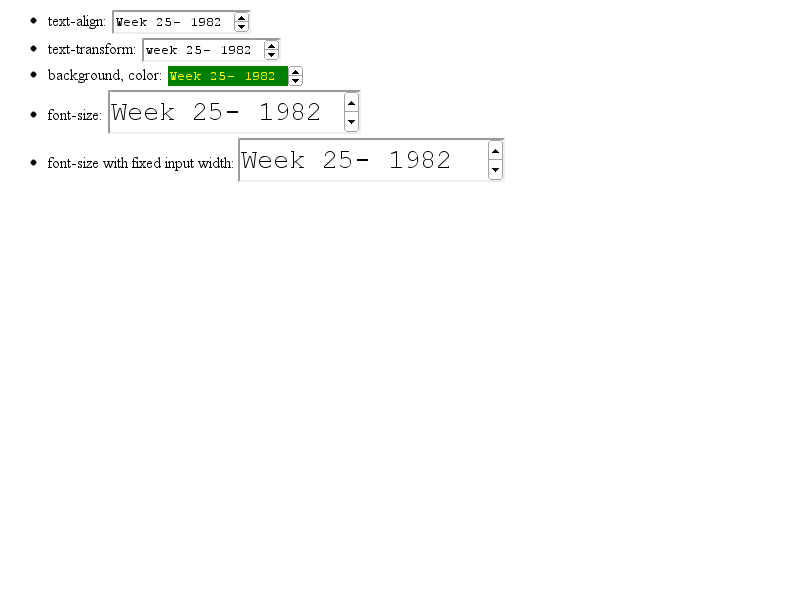 text-align: Week 25- 1982
text-transform: week 25- 1982
background, color: Week 25- 1982
font-size: Week 25- 1982
font-size with fixed input width: Week 25- 1982